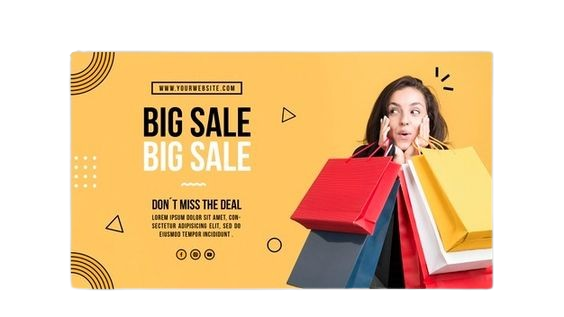 WWW.YOURWEBSITE.COM
BIG SALE
BIG SALE
DON´T MISS THE DEAL
LOREM IPSUM DOLOR SIT AMET, CON-
SECTETUR ADIPISICING ELIT, SED DO
EIUSMOD TEMPOR INCIDIDUNT .